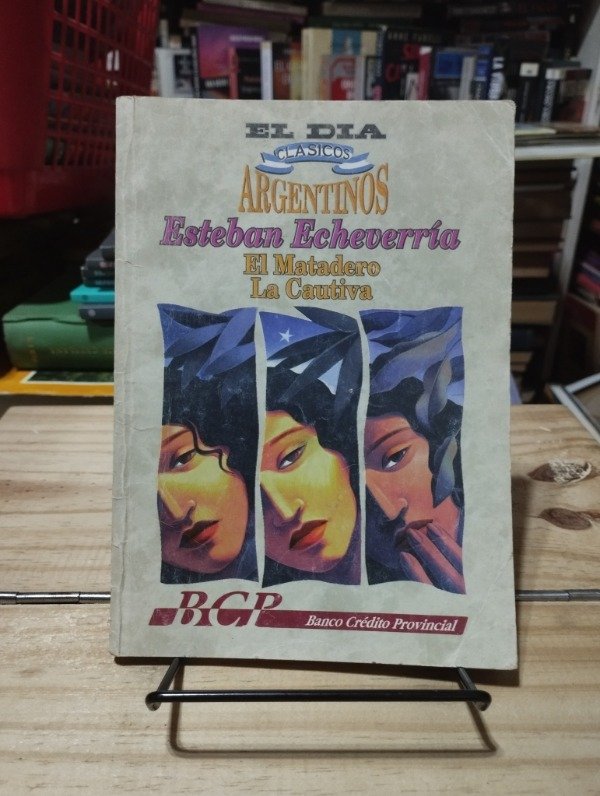 EL DIA
CLASICOS
ARGENTINOS
Esteban Echeverría
El Matadero
La Cautiva
BCP
Banco Crédito Provincial